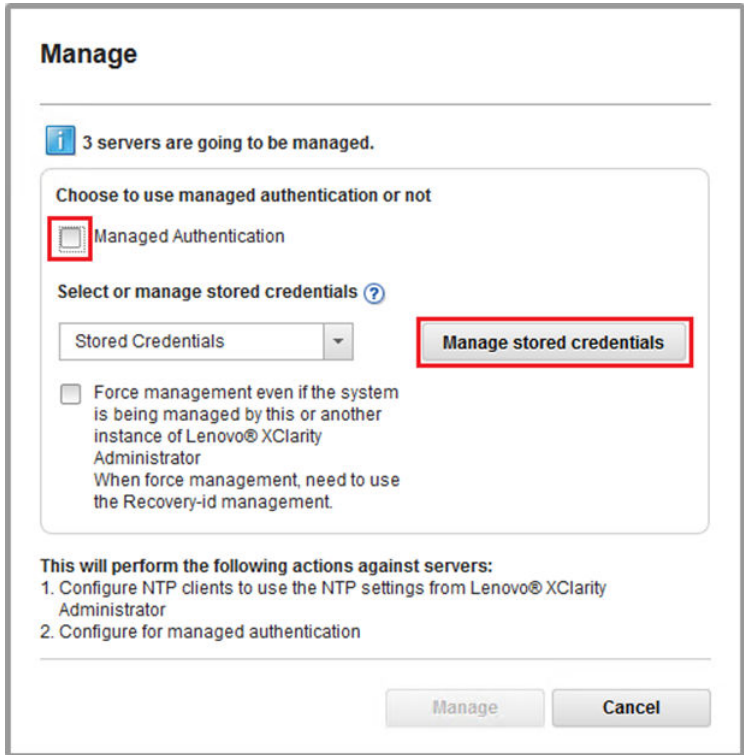 Manage
3 servers are going to be managed.
Choose to use managed authentication or not
Managed Authentication
Select or manage stored credentials ?
Stored Credentials
Manage stored credentials
Force management even if the system
is being managed by this or another
instance of Lenovo® XClarity
Administrator
When force management, need to use
the Recovery-id management.
This will perform the following actions against servers:
1. Configure NTP clients to use the NTP settings from Lenovo® XClarity
Administrator
2. Configure for managed authentication
Manage
Cancel